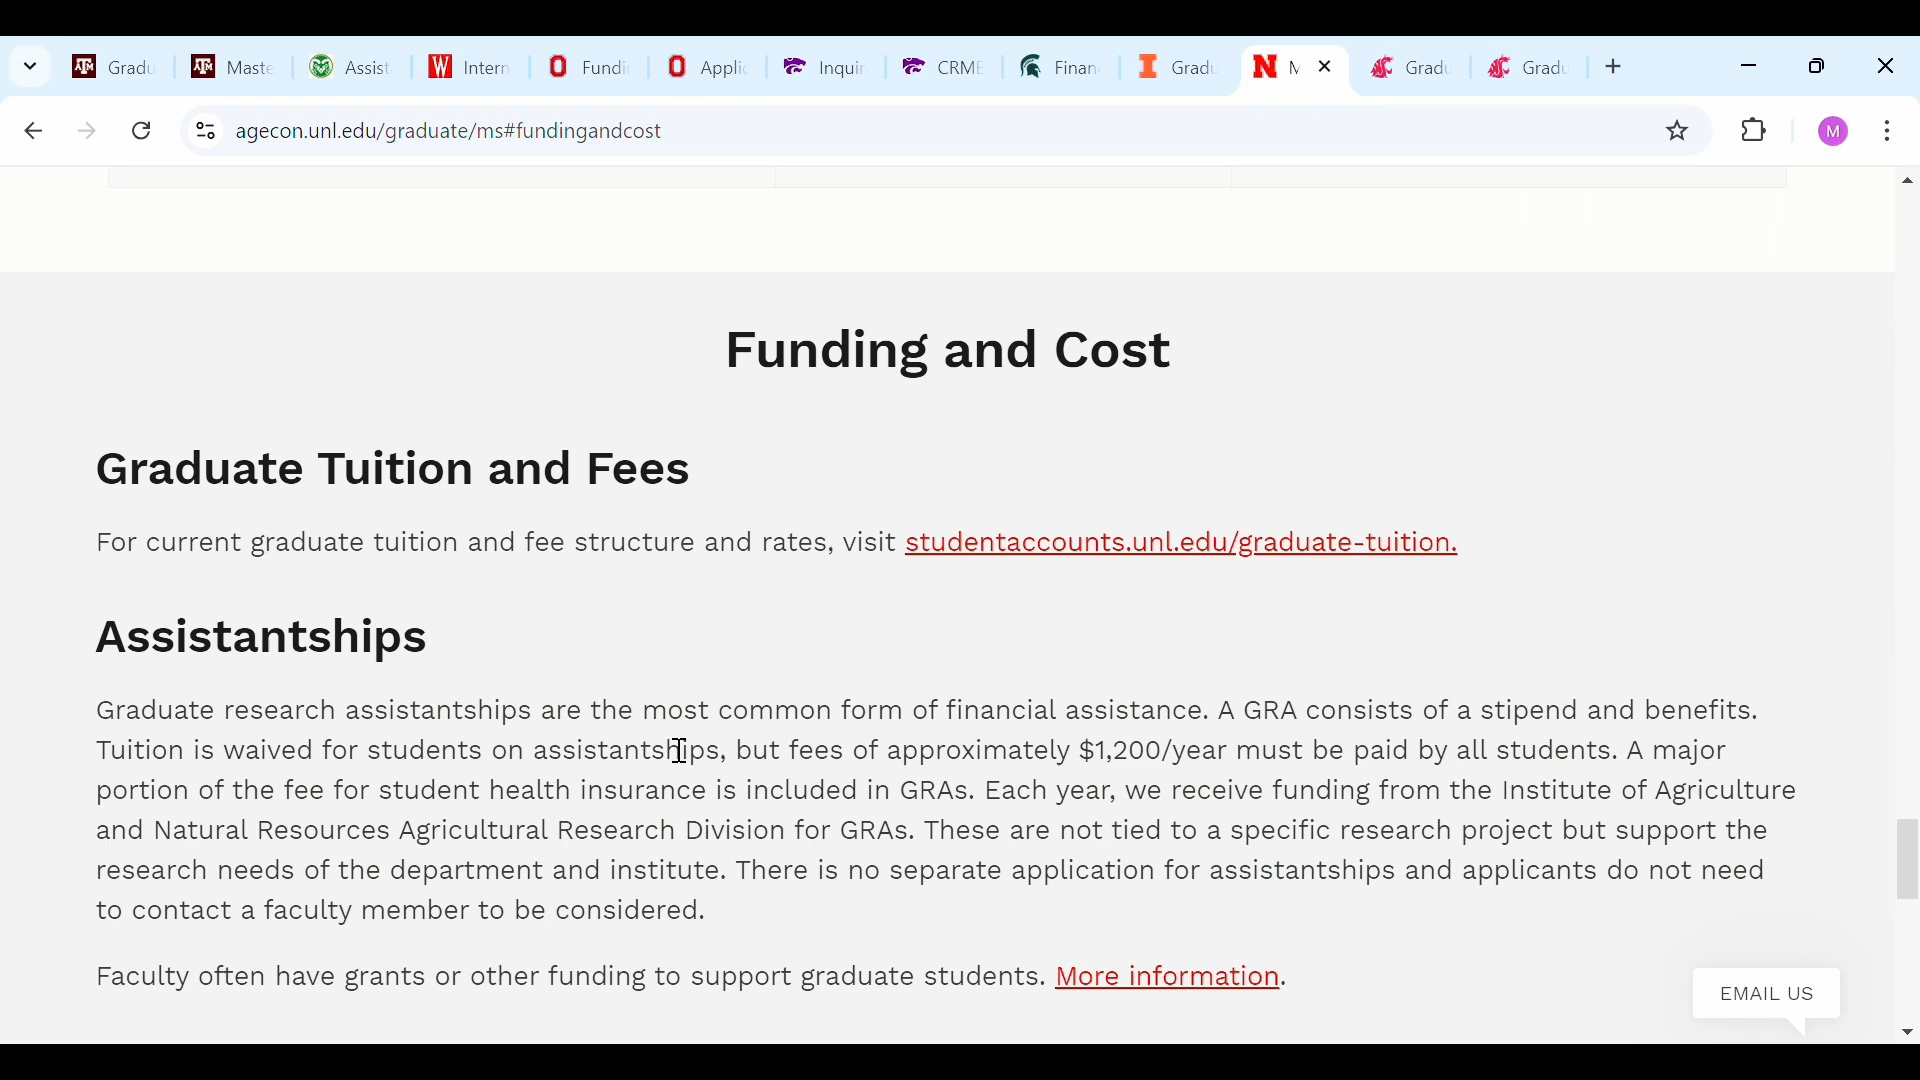 Gradu
Maste
Assist
Intern
Fundi
Applic
Inquir
CRME
Finan
Gradu
M
Gradu
Gradu
agecon.unl.edu/graduate/ms#fundingandcost
M
Funding and Cost
Graduate Tuition and Fees
For current graduate tuition and fee structure and rates, visit studentaccounts.unl.edu/graduate-tuition.
Assistantships
Graduate research assistantships are the most common form of financial assistance. A GRA consists of a stipend and benefits.
Tuition is waived for students on assistantships, but fees of approximately $1,200/year must be paid by all students. A major
portion of the fee for student health insurance is included in GRAs. Each year, we receive funding from the Institute of Agriculture
and Natural Resources Agricultural Research Division for GRAs. These are not tied to a specific research project but support the
research needs of the department and institute. There is no separate application for assistantships and applicants do not need
to contact a faculty member to be considered.
Faculty often have grants or other funding to support graduate students. More information.
EMAIL US